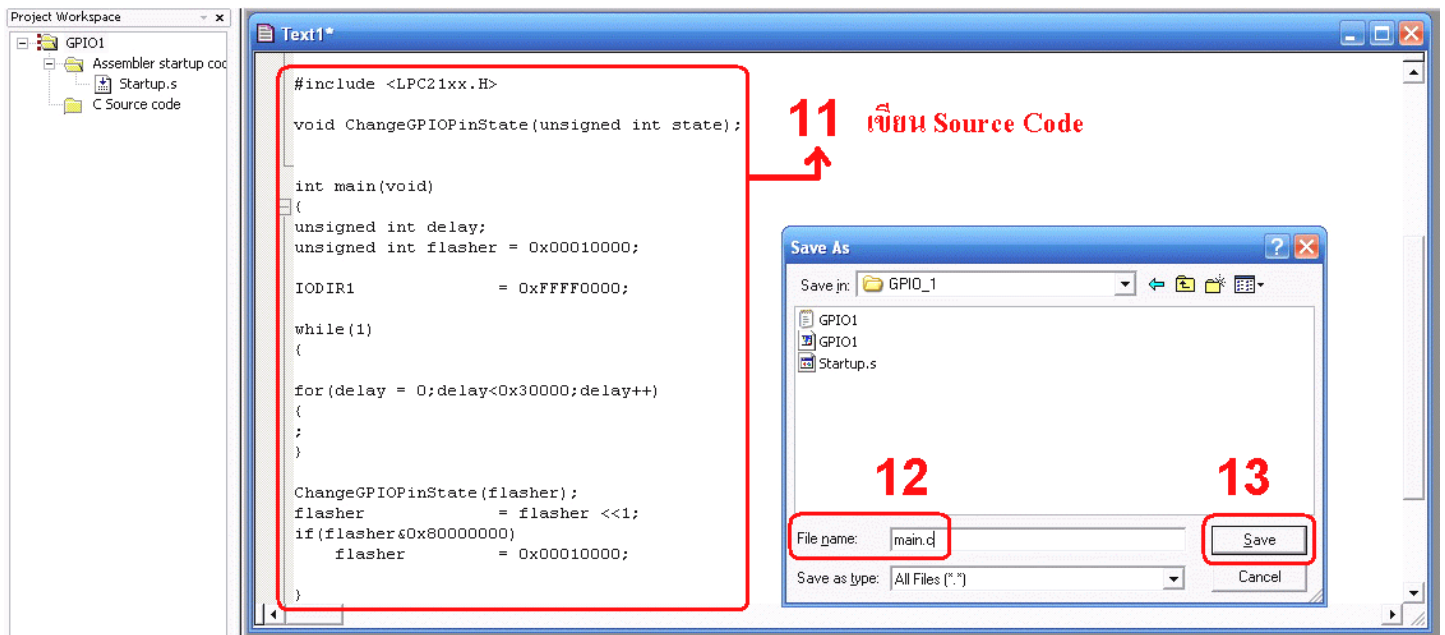 Project Workspace
GPIO1
Assembler startup cod
Startup.s
C Source code
Text1*
#include <LPC21xx.H>
void ChangeGPIOPinState(unsigned int state);
int main(void)
{
unsigned int delay;
unsigned int flasher = 0x00010000;
IODIR1 = 0xFFFF0000;
while(1)
{
for(delay = 0;delay<0x30000;delay++)
{
;
}
ChangeGPIOPinState(flasher);
flasher = flasher <<1;
if(flasher&0x80000000)
flasher = 0x00010000;
}
11 เขียน Source Code
Save As
Save in: GPIO_1
GPIO1
GPIO1
Startup.s
12
13
File name: main.c
Save
Save as type: All Files (*.*)
Cancel